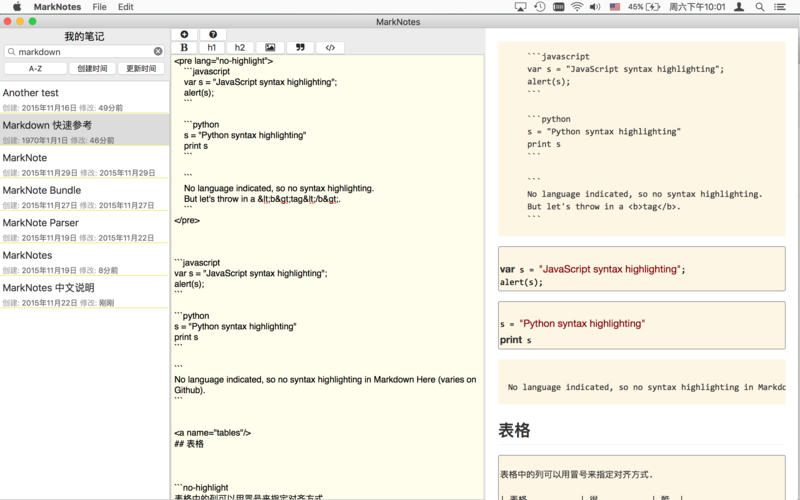 MarkNotes File Edit
45% 周六下午10:01
MarkNotes
我的笔记
markdown
A-Z 创建时间 更新时间
Another test
创建: 2015年11月16日 修改: 49分前
Markdown 快速参考
创建: 1970年1月1日 修改: 46分前
MarkNote
创建: 2015年11月29日 修改: 2015年11月29日
MarkNote Bundle
创建: 2015年11月27日 修改: 2015年11月27日
MarkNote Parser
创建: 2015年11月19日 修改: 2015年11月22日
MarkNotes
创建: 2015年11月19日 修改: 8分前
MarkNotes 中文说明
创建: 2015年11月22日 修改: 刚刚
B h1 h2 </>
<pre lang="no-highlight">
```javascript
var s = "JavaScript syntax highlighting";
alert(s);
```
```python
s = "Python syntax highlighting"
print s
```
```
No language indicated, so no syntax highlighting.
But let's throw in a &lt;b&gt;tag&lt;/b&gt;.
```
</pre>
```javascript
var s = "JavaScript syntax highlighting";
alert(s);
```
```python
s = "Python syntax highlighting"
print s
```
```
No language indicated, so no syntax highlighting in Markdown Here (varies on
Github).
```
<a name="tables"/>
## 表格
```no-highlight
表格中的列可以用冒号来指定对齐方式.
```javascript
var s = "JavaScript syntax highlighting";
alert(s);
```
```python
s = "Python syntax highlighting"
print s
```
```
No language indicated, so no syntax highlighting.
But let's throw in a <b>tag</b>.
```
var s = "JavaScript syntax highlighting";
alert(s);
s = "Python syntax highlighting"
print s
No language indicated, so no syntax highlighting in Markdo
表格
表格中的列可以用冒号来指定对齐方式.